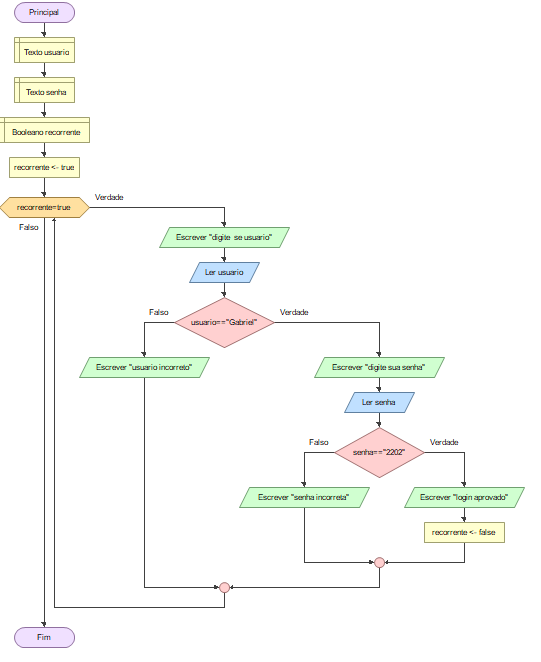 Principal
Texto usuario
Texto senha
Booleano recorrente
recorrente <- true
recorrente=true
Verdade
Falso
Escrever "digite  se usuario"
Ler usuario
Falso
usuario=="Gabriel"
Verdade
Escrever "usuario incorreto"
Escrever "digite sua senha"
Ler senha
Falso
senha=="2202"
Verdade
Escrever "senha incorreta"
Escrever "login aprovado"
recorrente <- false
Fim